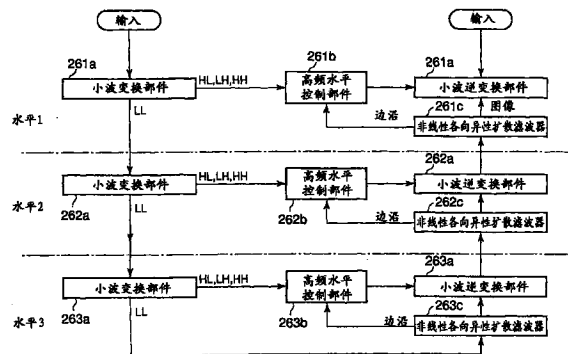 输入
输入
261a
小波变换部件
HL,LH,HH
261b
高频水平
控制部件
261a
小波逆变换部件
261c
图像
边沿
非线性各向异性扩散滤波器
水平1
LL
262a
小波变换部件
262a
HL,LH,HH
高频水平
控制部件
262b
小波逆变换部件
262c
边沿
非线性各向异性扩散滤波器
水平2
LL
263a
小波变换部件
263a
HL,LH,HH
高频水平
控制部件
263b
小波逆变换部件
263c
边沿
非线性各向异性扩散滤波器
水平3
LL